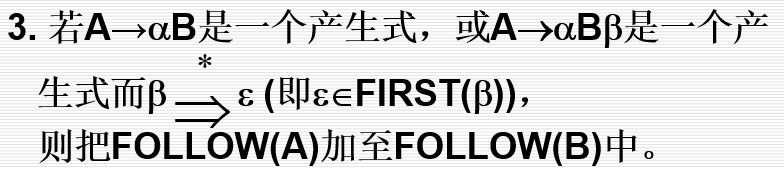 3. 若A→αB是一个产生式，或A→αBβ是一个产
生式而β ⇒* ε (即ε∈FIRST(β))，
则把FOLLOW(A)加至FOLLOW(B)中。